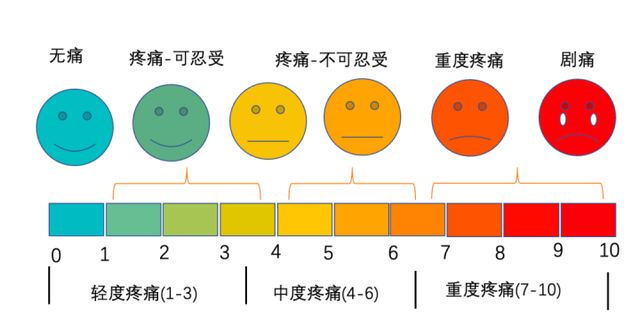 无痛 疼痛-可忍受 疼痛-不可忍受 重度疼痛 剧痛
0 1 2 3 4 5 6 7 8 9 10
轻度疼痛(1-3) 中度疼痛(4-6) 重度疼痛(7-10)